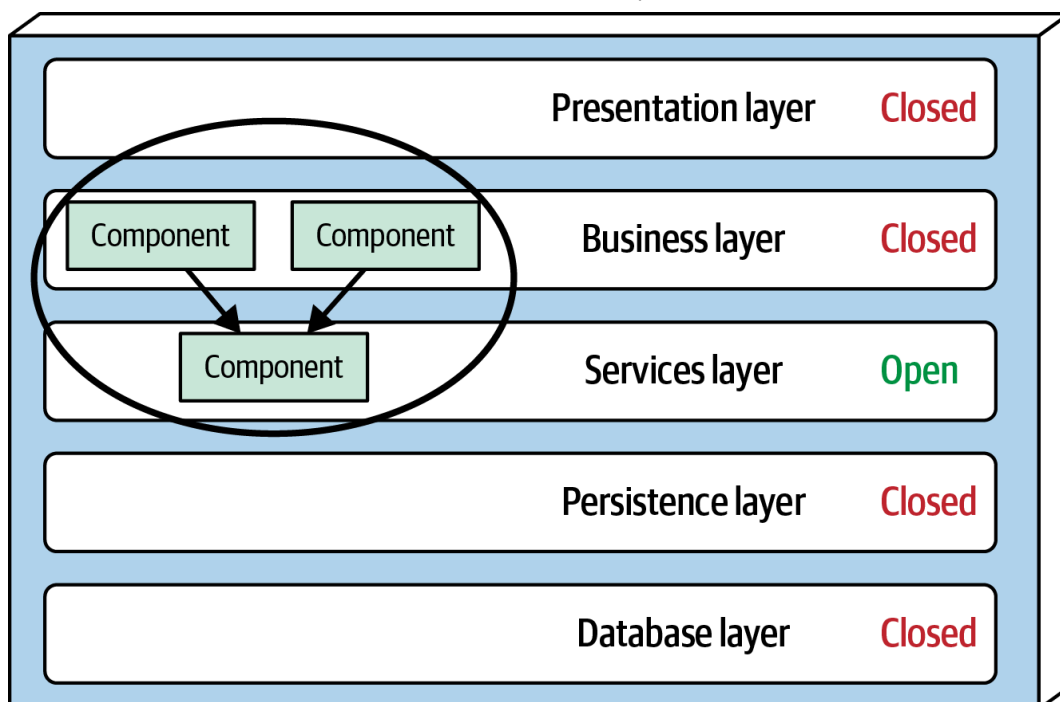 Presentation layer Closed
Component Component Business layer Closed
Component Services layer Open
Persistence layer Closed
Database layer Closed